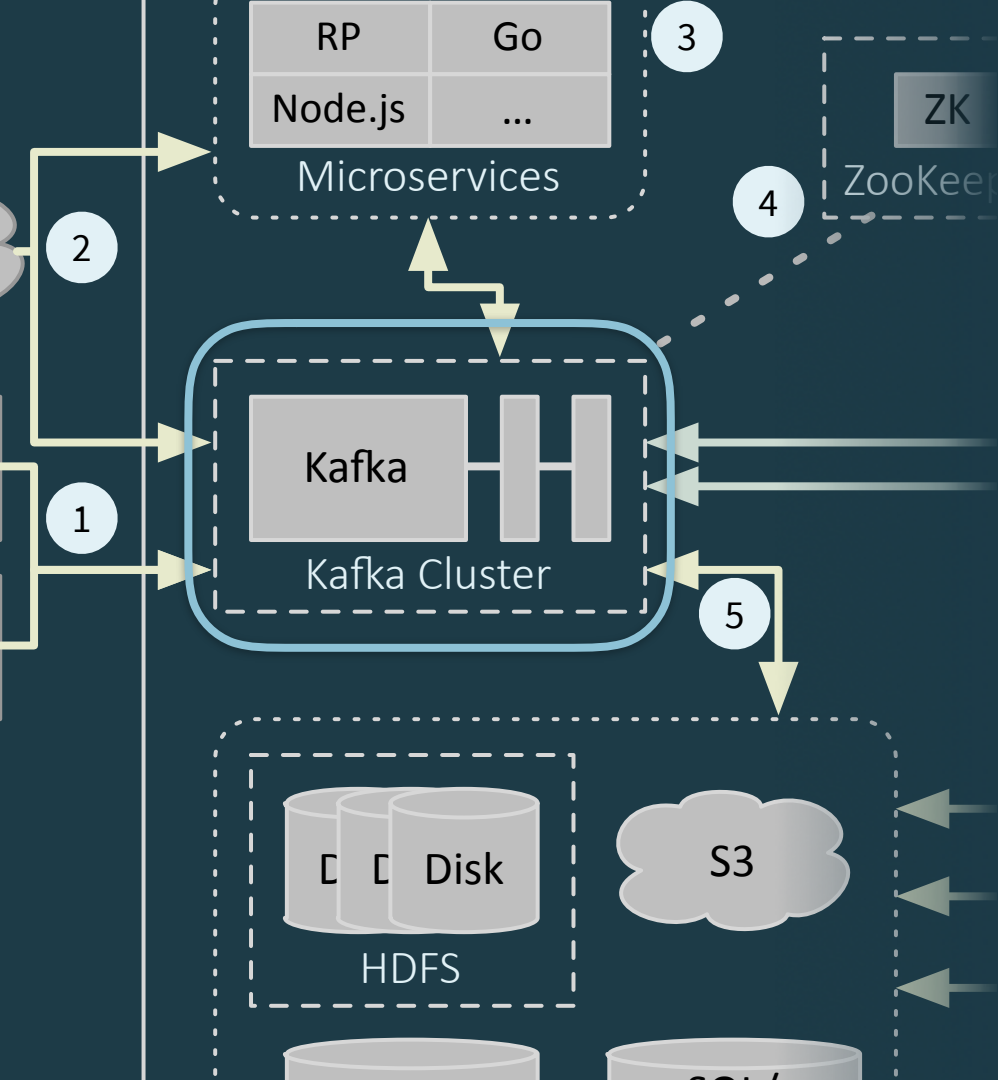 RP
Go
3
Node.js
...
ZK
Microservices
4
2
Kafka
1
Kafka Cluster
5
D
D
Disk
S3
HDFS